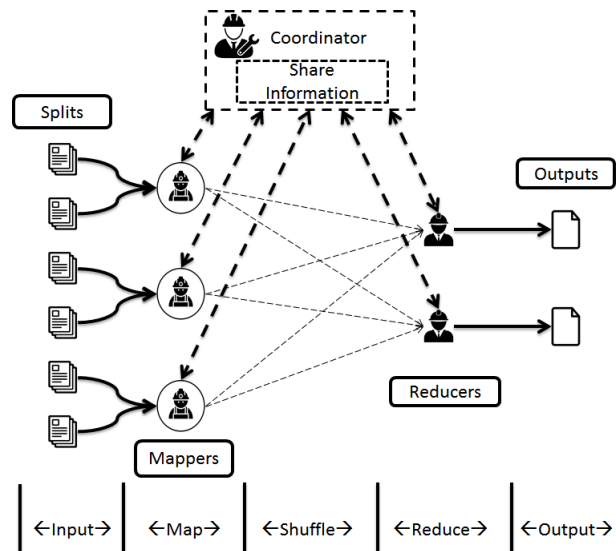 Coordinator
Share
Information
Splits
Outputs
Reducers
Mappers
←Input→
←Map→
←Shuffle→
←Reduce→
←Output→